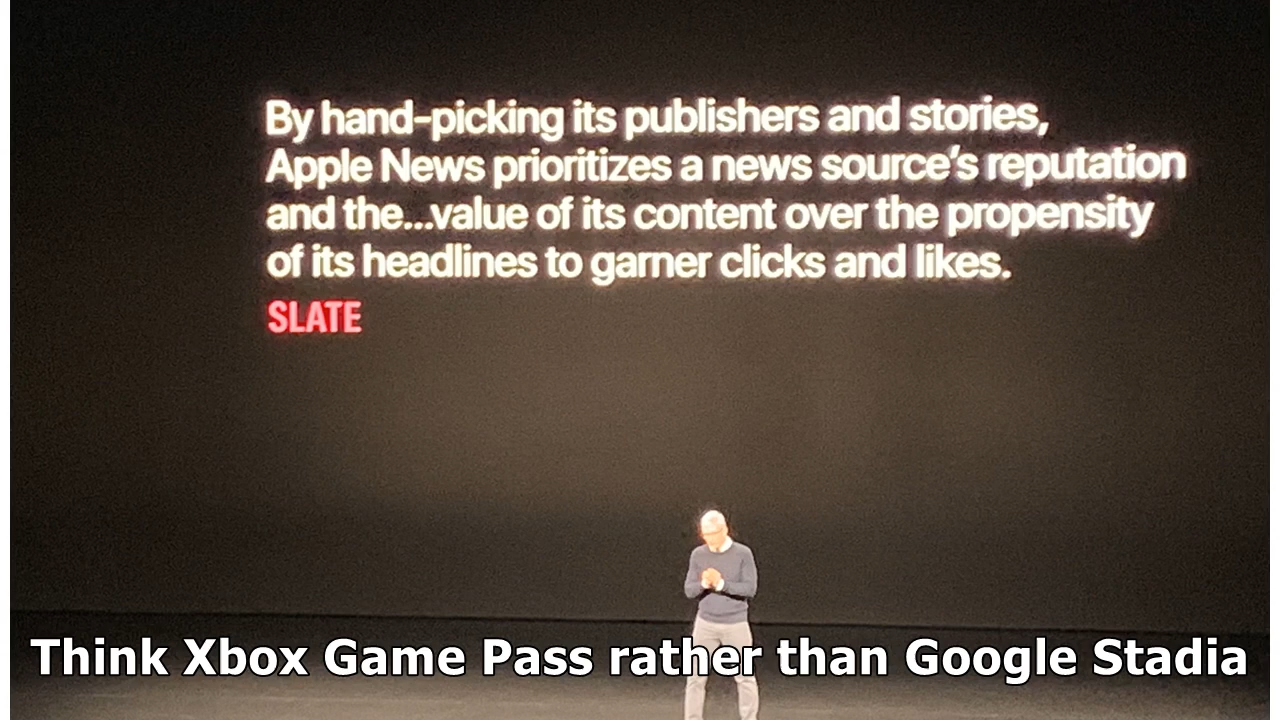 By hand-picking its publishers and stories,
Apple News prioritizes a news source's reputation
and the...value of its content over the propensity
of its headlines to garner clicks and likes.
SLATE
Think Xbox Game Pass rather than Google Stadia